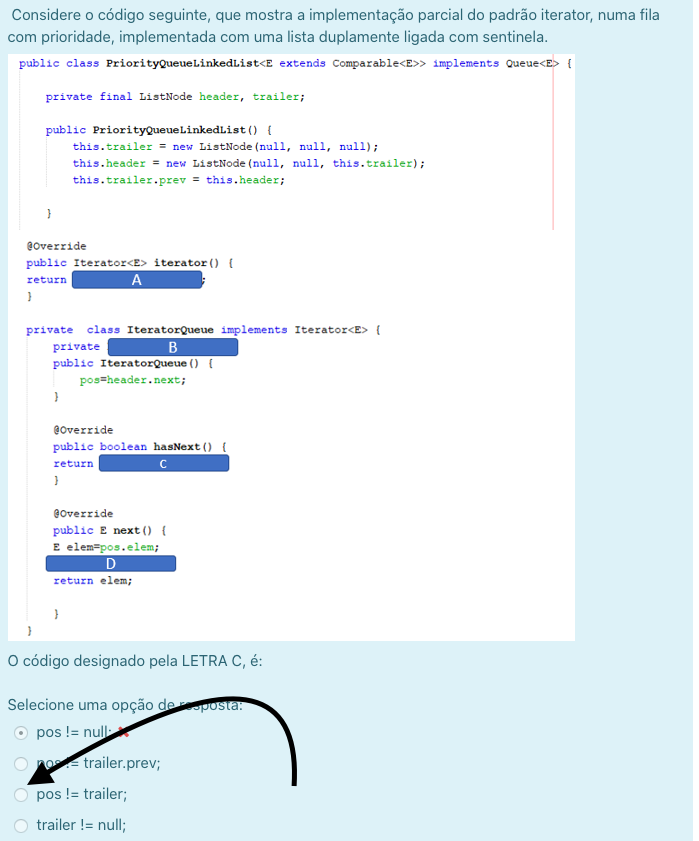 Considere o código seguinte, que mostra a implementação parcial do padrão iterator, numa fila
com prioridade, implementada com uma lista duplamente ligada com sentinela.
public class PriorityQueueLinkedList<E extends Comparable<E>> implements Queue<E> {
private final ListNode header, trailer;
public PriorityQueueLinkedList() {
this.trailer = new ListNode(null, null, null);
this.header = new ListNode(null, null, this.trailer);
this.trailer.prev = this.header;
}
@Override
public Iterator<E> iterator() {
return A ;
}
private class IteratorQueue implements Iterator<E> {
private B
public IteratorQueue() {
pos=header.next;
}
@Override
public boolean hasNext() {
return C
}
@Override
public E next() {
E elem=pos.elem;
D
return elem;
}
}
O código designado pela LETRA C, é:
Selecione uma opção de resposta:
pos != null; ✖
pos != trailer.prev;
pos != trailer;
trailer != null;